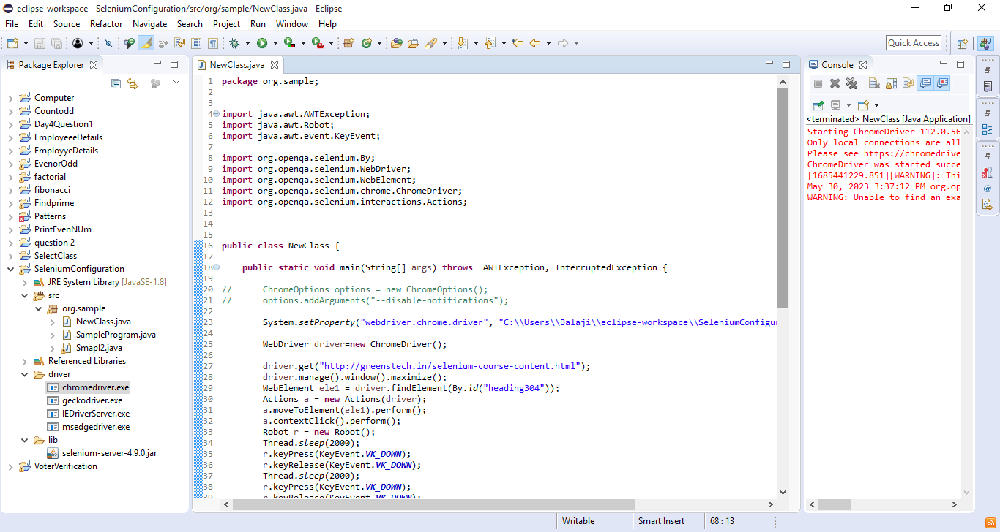 eclipse-workspace - SeleniumConfiguration/src/org/sample/NewClass.java - Eclipse
File Edit Source Refactor Navigate Search Project Run Window Help
Quick Access
Package Explorer
Computer
Countodd
Day4Question1
EmployeeeDetails
EmployyeDetails
EvenorOdd
factorial
fibonacci
Findprime
Patterns
PrintEvenNUm
question 2
SelectClass
SeleniumConfiguration
JRE System Library [JavaSE-1.8]
src
org.sample
NewClass.java
SampleProgram.java
Smapl2.java
Referenced Libraries
driver
chromedriver.exe
geckodriver.exe
IEDriverServer.exe
msedgedriver.exe
lib
selenium-server-4.9.0.jar
VoterVerification
NewClass.java
1 package org.sample;
2
3
4 import java.awt.AWTException;
5 import java.awt.Robot;
6 import java.awt.event.KeyEvent;
7
8 import org.openqa.selenium.By;
9 import org.openqa.selenium.WebDriver;
10 import org.openqa.selenium.WebElement;
11 import org.openqa.selenium.chrome.ChromeDriver;
12 import org.openqa.selenium.interactions.Actions;
13
14
15
16 public class NewClass {
17
18 public static void main(String[] args) throws  AWTException, InterruptedException {
19
20 //      ChromeOptions options = new ChromeOptions();
21 //      options.addArguments("--disable-notifications");
22
23 System.setProperty("webdriver.chrome.driver", "C:\\Users\\Balaji\\eclipse-workspace\\SeleniumConfigu
24
25 WebDriver driver=new ChromeDriver();
26
27 driver.get("http://greenstech.in/selenium-course-content.html");
28 driver.manage().window().maximize();
29 WebElement ele1 = driver.findElement(By.id("heading304"));
30 Actions a = new Actions(driver);
31 a.moveToElement(ele1).perform();
32 a.contextClick().perform();
33 Robot r = new Robot();
34 Thread.sleep(2000);
35 r.keyPress(KeyEvent.VK_DOWN);
36 r.keyRelease(KeyEvent.VK_DOWN);
37 Thread.sleep(2000);
38 r.keyPress(KeyEvent.VK_DOWN);
39 r.keyRelease(KeyEvent.VK_DOWN);
Console
<terminated> NewClass [Java Application]
Starting ChromeDriver 112.0.56
Only local connections are all
Please see https://chromedrive
ChromeDriver was started succe
[1685441229.851][WARNING]: Thi
May 30, 2023 3:37:12 PM org.op
WARNING: Unable to find an exa
Writable Smart Insert 68 : 13